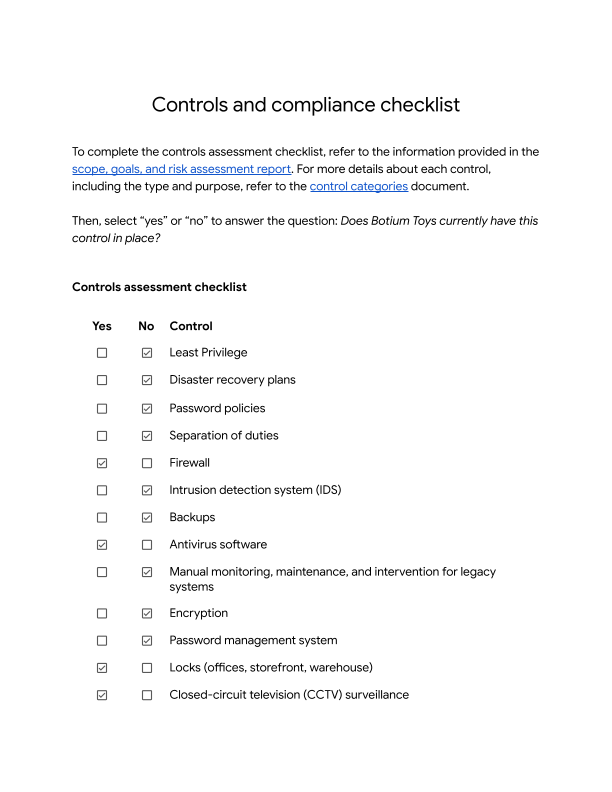 Controls and compliance checklist
To complete the controls assessment checklist, refer to the information provided in the
scope, goals, and risk assessment report. For more details about each control,
including the type and purpose, refer to the control categories document.
Then, select “yes” or “no” to answer the question: Does Botium Toys currently have this
control in place?
Controls assessment checklist
Yes No Control
Least Privilege
Disaster recovery plans
Password policies
Separation of duties
Firewall
Intrusion detection system (IDS)
Backups
Antivirus software
Manual monitoring, maintenance, and intervention for legacy
systems
Encryption
Password management system
Locks (offices, storefront, warehouse)
Closed-circuit television (CCTV) surveillance